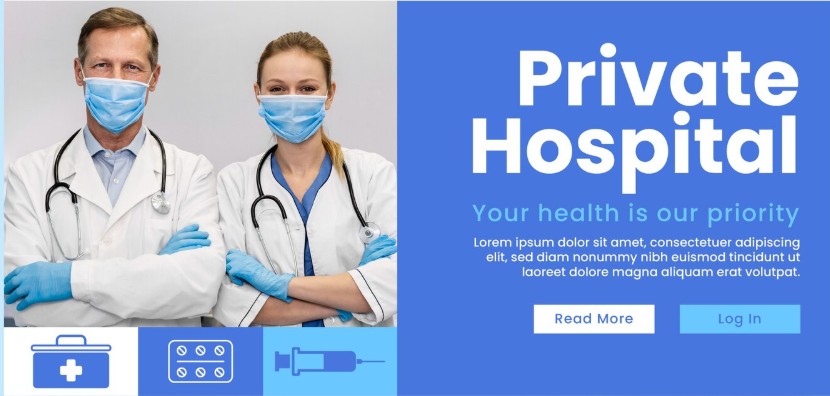 Private
Hospital
Your health is our priority
Lorem ipsum dolor sit amet, consectetuer adipiscing
elit, sed diam nonummy nibh euismod tincidunt ut
laoreet dolore magna aliquam erat volutpat.
Read More
Log In